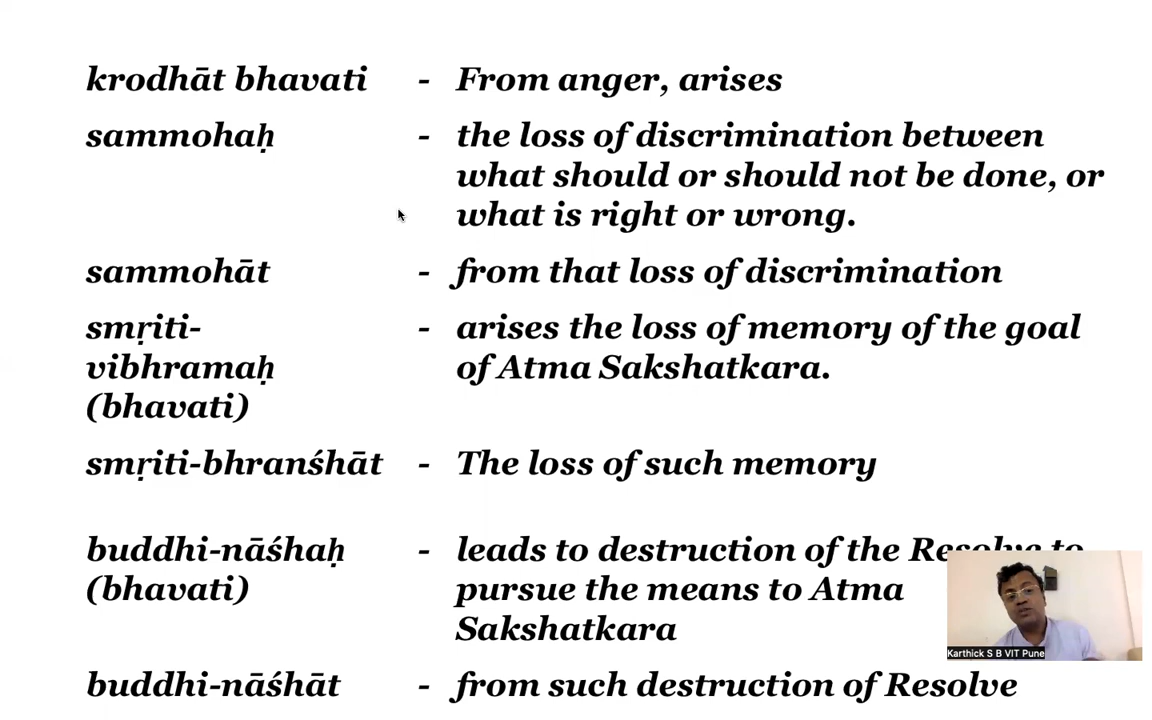 krodhāt bhavati - From anger, arises
sammohaḥ - the loss of discrimination between
what should or should not be done, or
what is right or wrong.
sammohāt - from that loss of discrimination
smṛiti- - arises the loss of memory of the goal
vibhramaḥ of Atma Sakshatkara.
(bhavati)
smṛiti-bhranśhāt - The loss of such memory
buddhi-nāśhaḥ - leads to destruction of the Resolve to
(bhavati) pursue the means to Atma
Sakshatkara
buddhi-nāśhāt - from such destruction of Resolve
Karthick S B VIT Pune